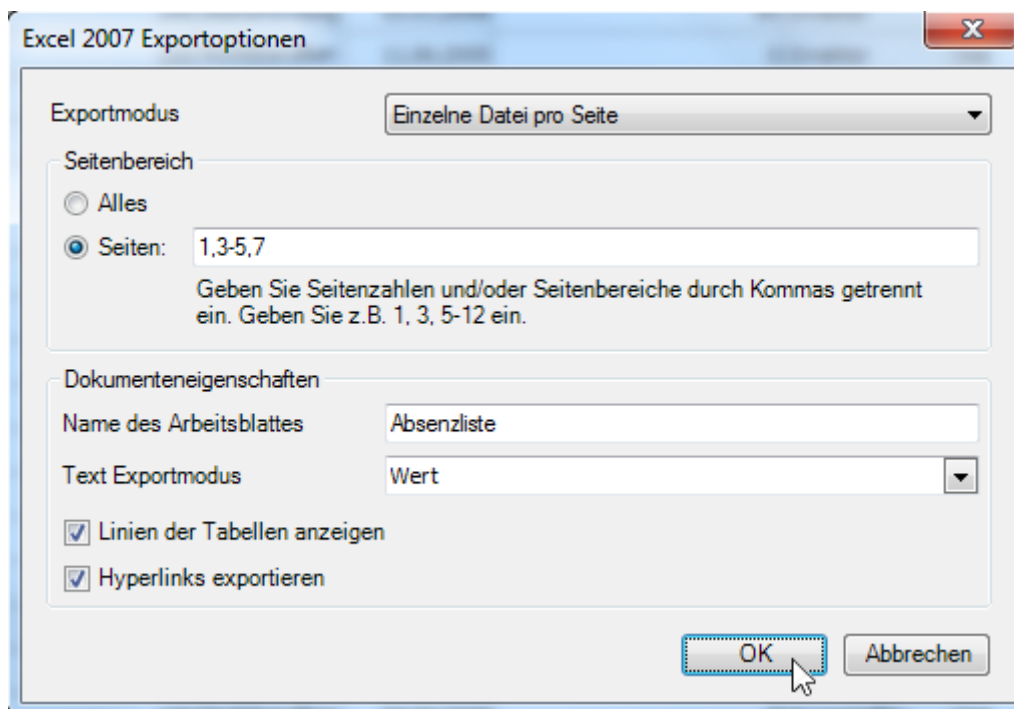 Excel 2007 Exportoptionen
Exportmodus
Einzelne Datei pro Seite
Seitenbereich
Alles
Seiten:
1,3-5,7
Geben Sie Seitenzahlen und/oder Seitenbereiche durch Kommas getrennt
ein. Geben Sie z.B. 1, 3, 5-12 ein.
Dokumenteneigenschaften
Name des Arbeitsblattes
Absenzliste
Text Exportmodus
Wert
Linien der Tabellen anzeigen
Hyperlinks exportieren
OK
Abbrechen